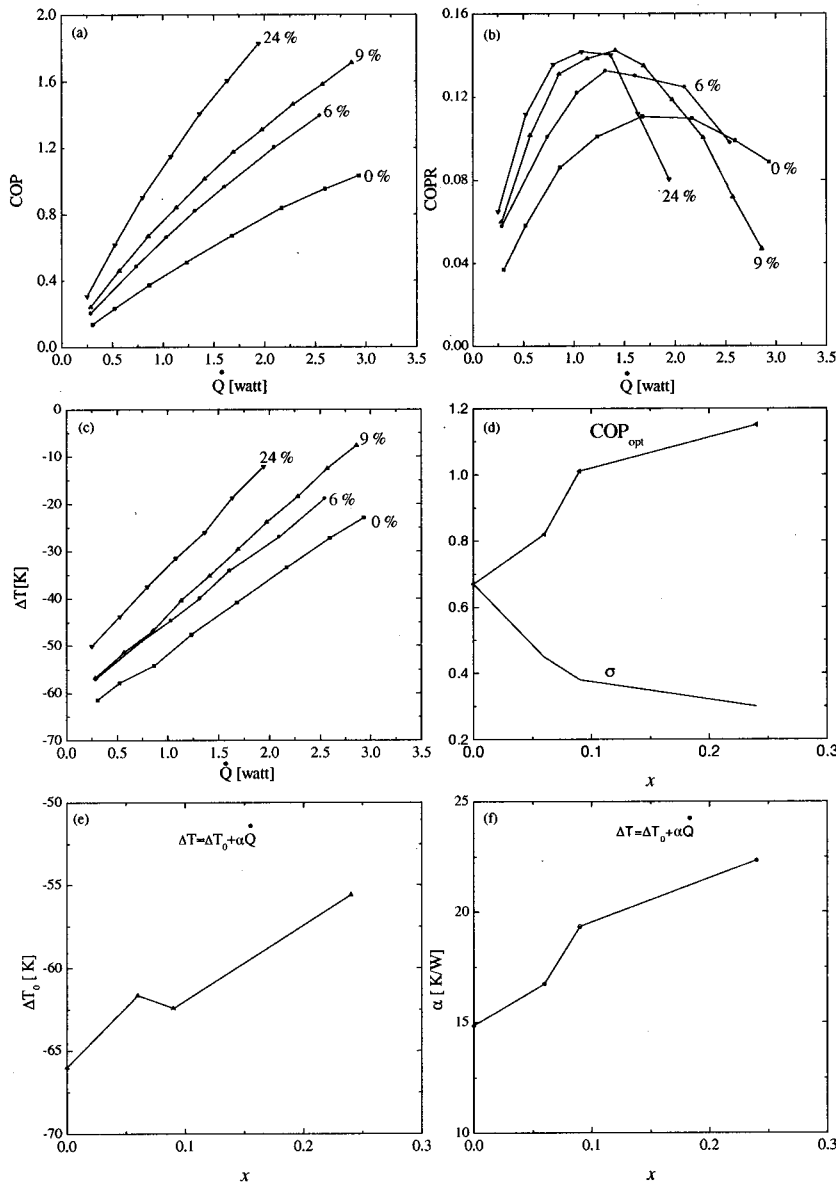 (a)
24 %
9 %
6 %
0 %
COP
2.0
1.6
1.2
0.8
0.4
0.0
0.0 0.5 1.0 1.5 2.0 2.5 3.0 3.5
Q̇ [watt]
(b)
6 %
0 %
24 %
9 %
COPR
0.16
0.12
0.08
0.04
0.00
0.0 0.5 1.0 1.5 2.0 2.5 3.0 3.5
Q̇ [watt]
(c)
24 %
9 %
6 %
0 %
ΔT[K]
0
-10
-20
-30
-40
-50
-60
-70
0.0 0.5 1.0 1.5 2.0 2.5 3.0 3.5
Q̇ [watt]
(d)
COPopt
σ
1.2
1.0
0.8
0.6
0.4
0.2
0.0 0.1 0.2 0.3
x
(e)
ΔT=ΔT₀+αQ̇
ΔT₀ [ K]
-50
-55
-60
-65
-70
0.0 0.1 0.2 0.3
x
(f)
ΔT=ΔT₀+αQ̇
α [ K/W]
25
20
15
10
0.0 0.1 0.2 0.3
x